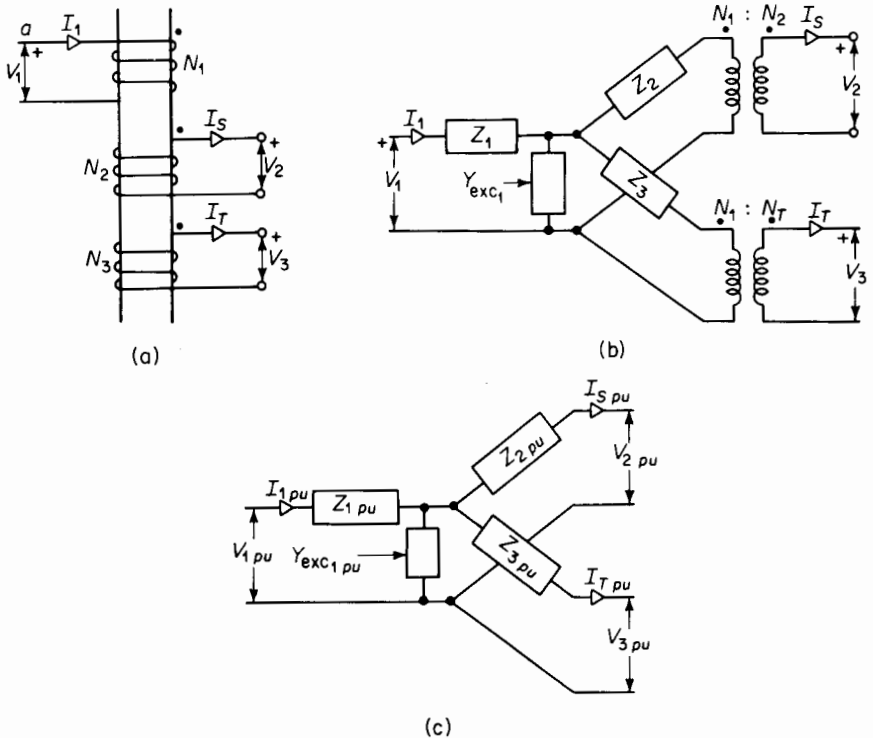 a
+
I1
V1
N1
IS
+
V2
N2
IT
+
V3
N3
(a)
N1 : N2
IS
+
V2
Z2
I1
Z1
+
V1
Yexc1
Z3
N1 : NT
IT
+
V3
(b)
IS pu
V2 pu
Z2 pu
I1 pu
Z1 pu
V1 pu
Yexc1 pu
Z3 pu
IT pu
V3 pu
(c)